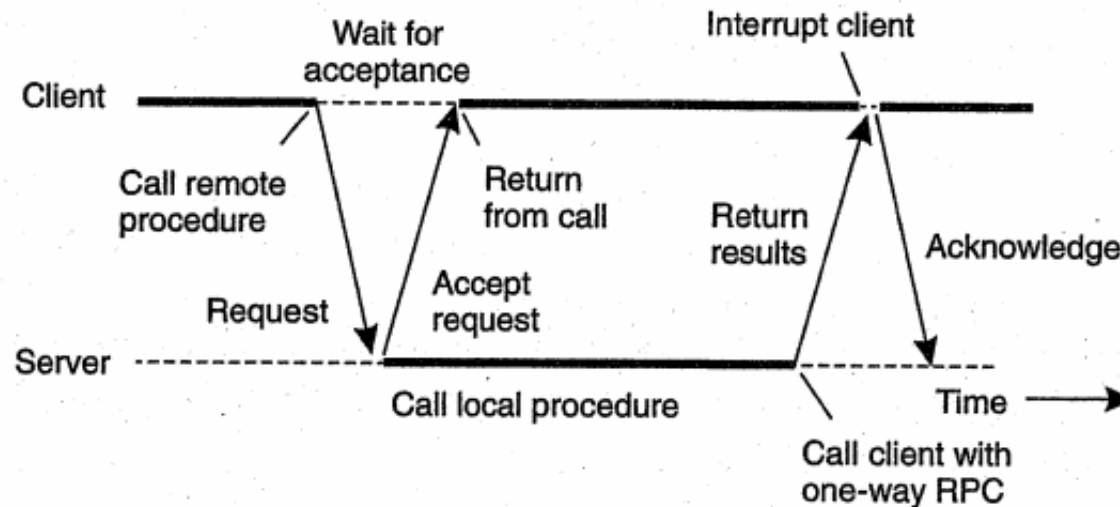 Wait for
acceptance
Interrupt client
Client
Call remote
procedure
Return
from call
Return
results
Acknowledge
Request
Accept
request
Server
Call local procedure
Time
Call client with
one-way RPC